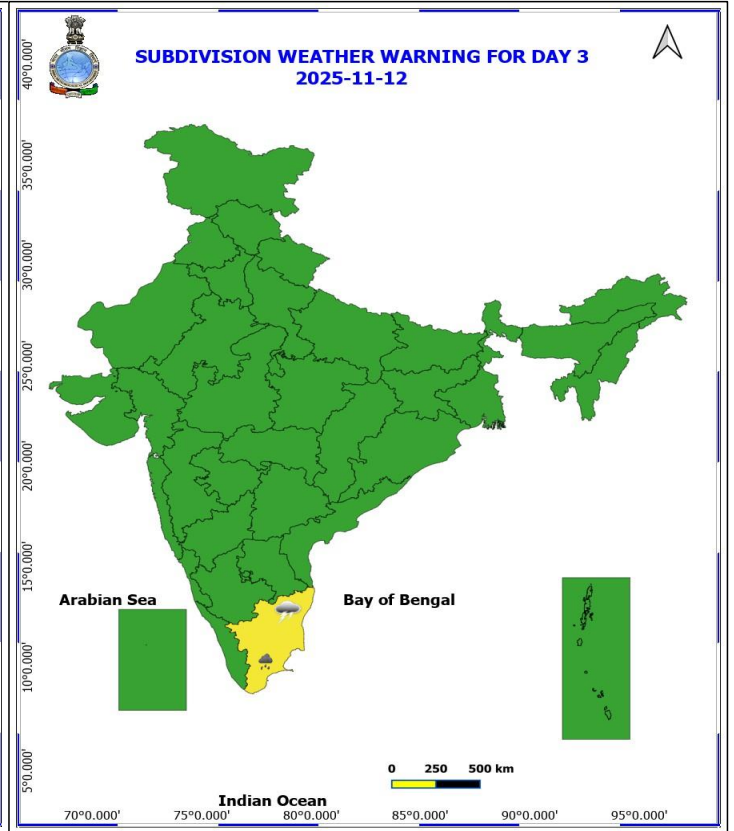 SUBDIVISION WEATHER WARNING FOR DAY 3
2025-11-12
40°0.000'
35°0.000'
30°0.000'
25°0.000'
20°0.000'
15°0.000'
10°0.000'
5°0.000'
Arabian Sea
Bay of Bengal
0 250 500 km
Indian Ocean
70°0.000' 75°0.000' 80°0.000' 85°0.000' 90°0.000' 95°0.000'